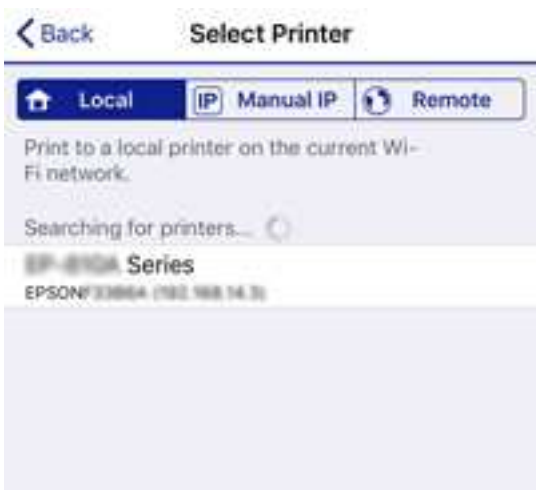 Back
Select Printer
Local
IP Manual IP
Remote
Print to a local printer on the current Wi-
Fi network.
Searching for printers...
Series
EPSON